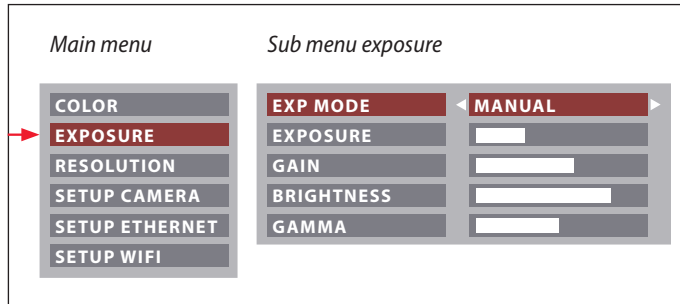 Main menu
Sub menu exposure
COLOR
EXPOSURE
RESOLUTION
SETUP CAMERA
SETUP ETHERNET
SETUP WIFI
EXP MODE MANUAL
EXPOSURE
GAIN
BRIGHTNESS
GAMMA